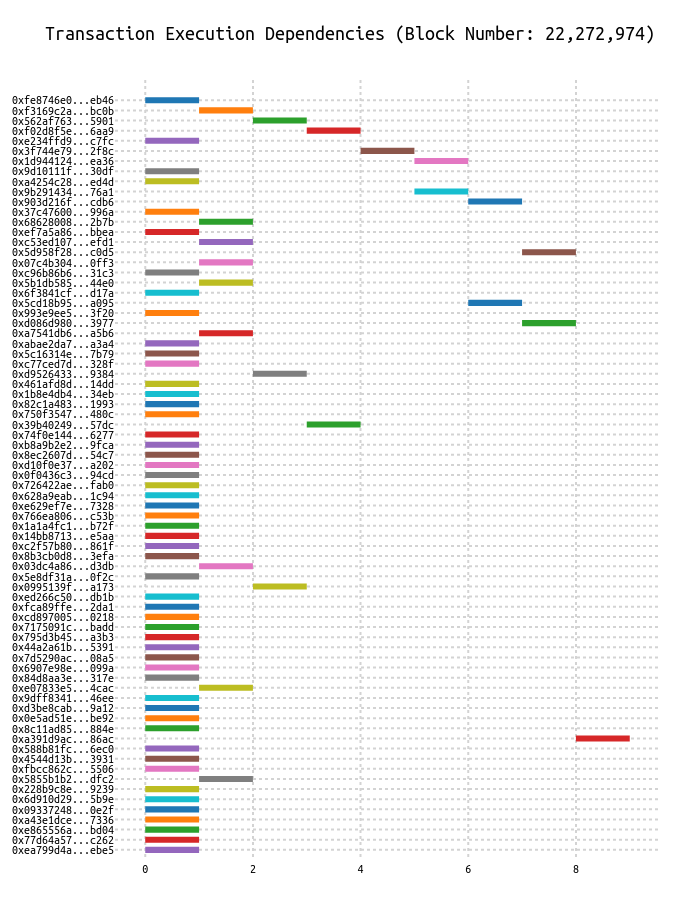 Transaction Execution Dependencies (Block Number: 22,272,974)
0xfe8746e0...eb46
0xf3169c2a...bc0b
0x562af763...5901
0xf02d8f5e...6aa9
0xe234ffd9...c7fc
0x3f744e79...2f8c
0x1d944124...ea36
0x9d10111f...30df
0xa4254c28...ed4d
0x9b291434...76a1
0x903d216f...cdb6
0x37c47600...996a
0x68628008...2b7b
0xef7a5a86...bbea
0xc53ed107...efd1
0x5d958f28...c0d5
0x07c4b304...0ff3
0xc96b86b6...31c3
0x5b1db585...44e0
0x6f3841cf...d17a
0x5cd18b95...a095
0x993e9ee5...3f20
0xd086d980...3977
0xa7541db6...a5b6
0xabae2da7...a3a4
0x5c16314e...7b79
0xc77ced7d...328f
0xd9526433...9384
0x461afd8d...14dd
0x1b8e4db4...34eb
0x82c1a483...1993
0x750f3547...480c
0x39b40249...57dc
0x74f0e144...6277
0xb8a9b2e2...9fca
0x8ec2607d...54c7
0xd10f0e37...a202
0x0f0436c3...94cd
0x726422ae...fab0
0x628a9eab...1c94
0xe629ef7e...7328
0x766ea806...c53b
0x1a1a4fc1...b72f
0x14bb8713...e5aa
0xc2f57b80...861f
0x8b3cb0d8...3efa
0x03dc4a86...d3db
0x5e8df31a...0f2c
0x0995139f...a173
0xed266c50...db1b
0xfca89ffe...2da1
0xcd897005...0218
0x7175091c...badd
0x795d3b45...a3b3
0x44a2a61b...5391
0x7d5290ac...08a5
0x6907e98e...099a
0x84d8aa3e...317e
0xe07833e5...4cac
0x9dff8341...46ee
0xd3be8cab...9a12
0x0e5ad51e...be92
0x8c11ad85...884e
0xa391d9ac...86ac
0x588b81fc...6ec0
0x4544d13b...3931
0xfbcc862c...5506
0x5855b1b2...dfc2
0x228b9c8e...9239
0x6d910d29...5b9e
0x09337248...0e2f
0xa43e1dce...7336
0xe865556a...bd04
0x77d64a57...c262
0xea799d4a...ebe5
0 2 4 6 8